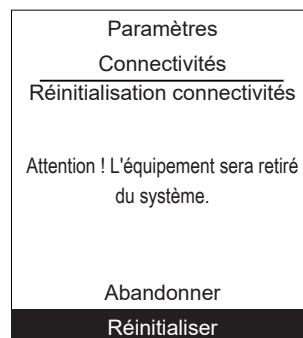 Paramètres
Connectivités
Réinitialisation connectivités
Attention ! L'équipement sera retiré
du système.
Abandonner
Réinitialiser